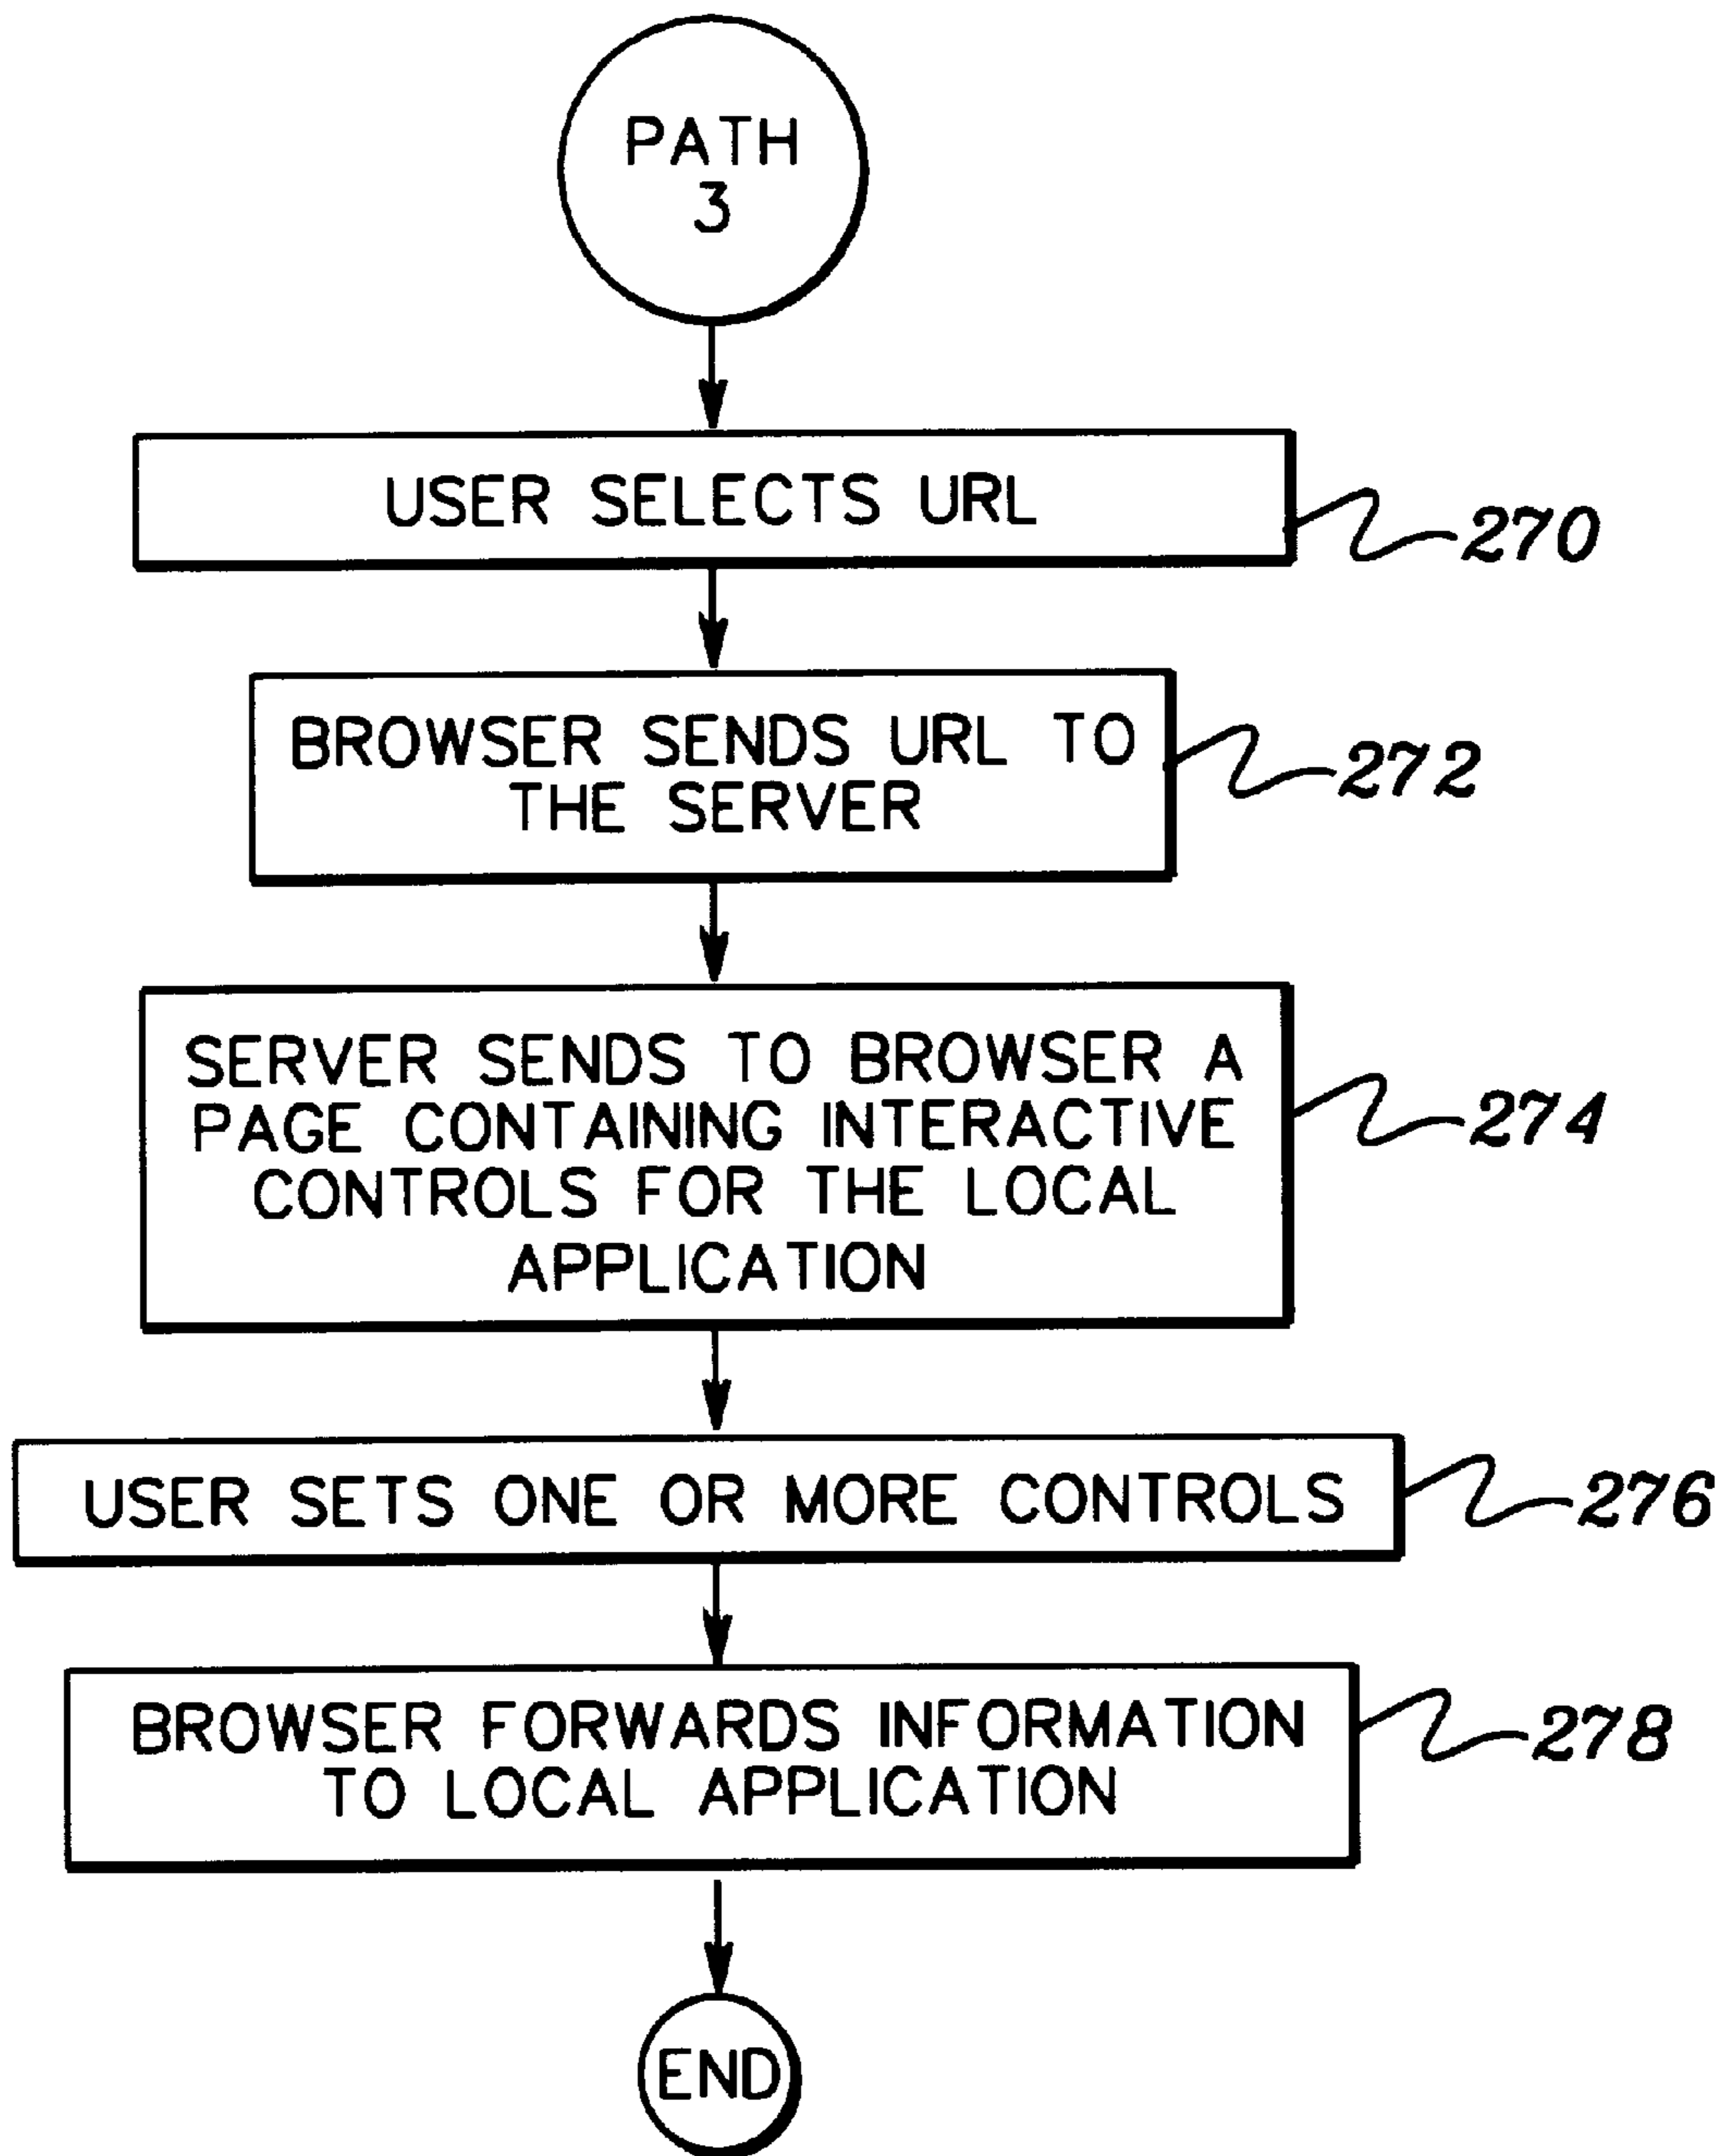 PATH
3
USER SELECTS URL
270
BROWSER SENDS URL TO
THE SERVER
272
SERVER SENDS TO BROWSER A
PAGE CONTAINING INTERACTIVE
CONTROLS FOR THE LOCAL
APPLICATION
274
USER SETS ONE OR MORE CONTROLS
276
BROWSER FORWARDS INFORMATION
TO LOCAL APPLICATION
278
END